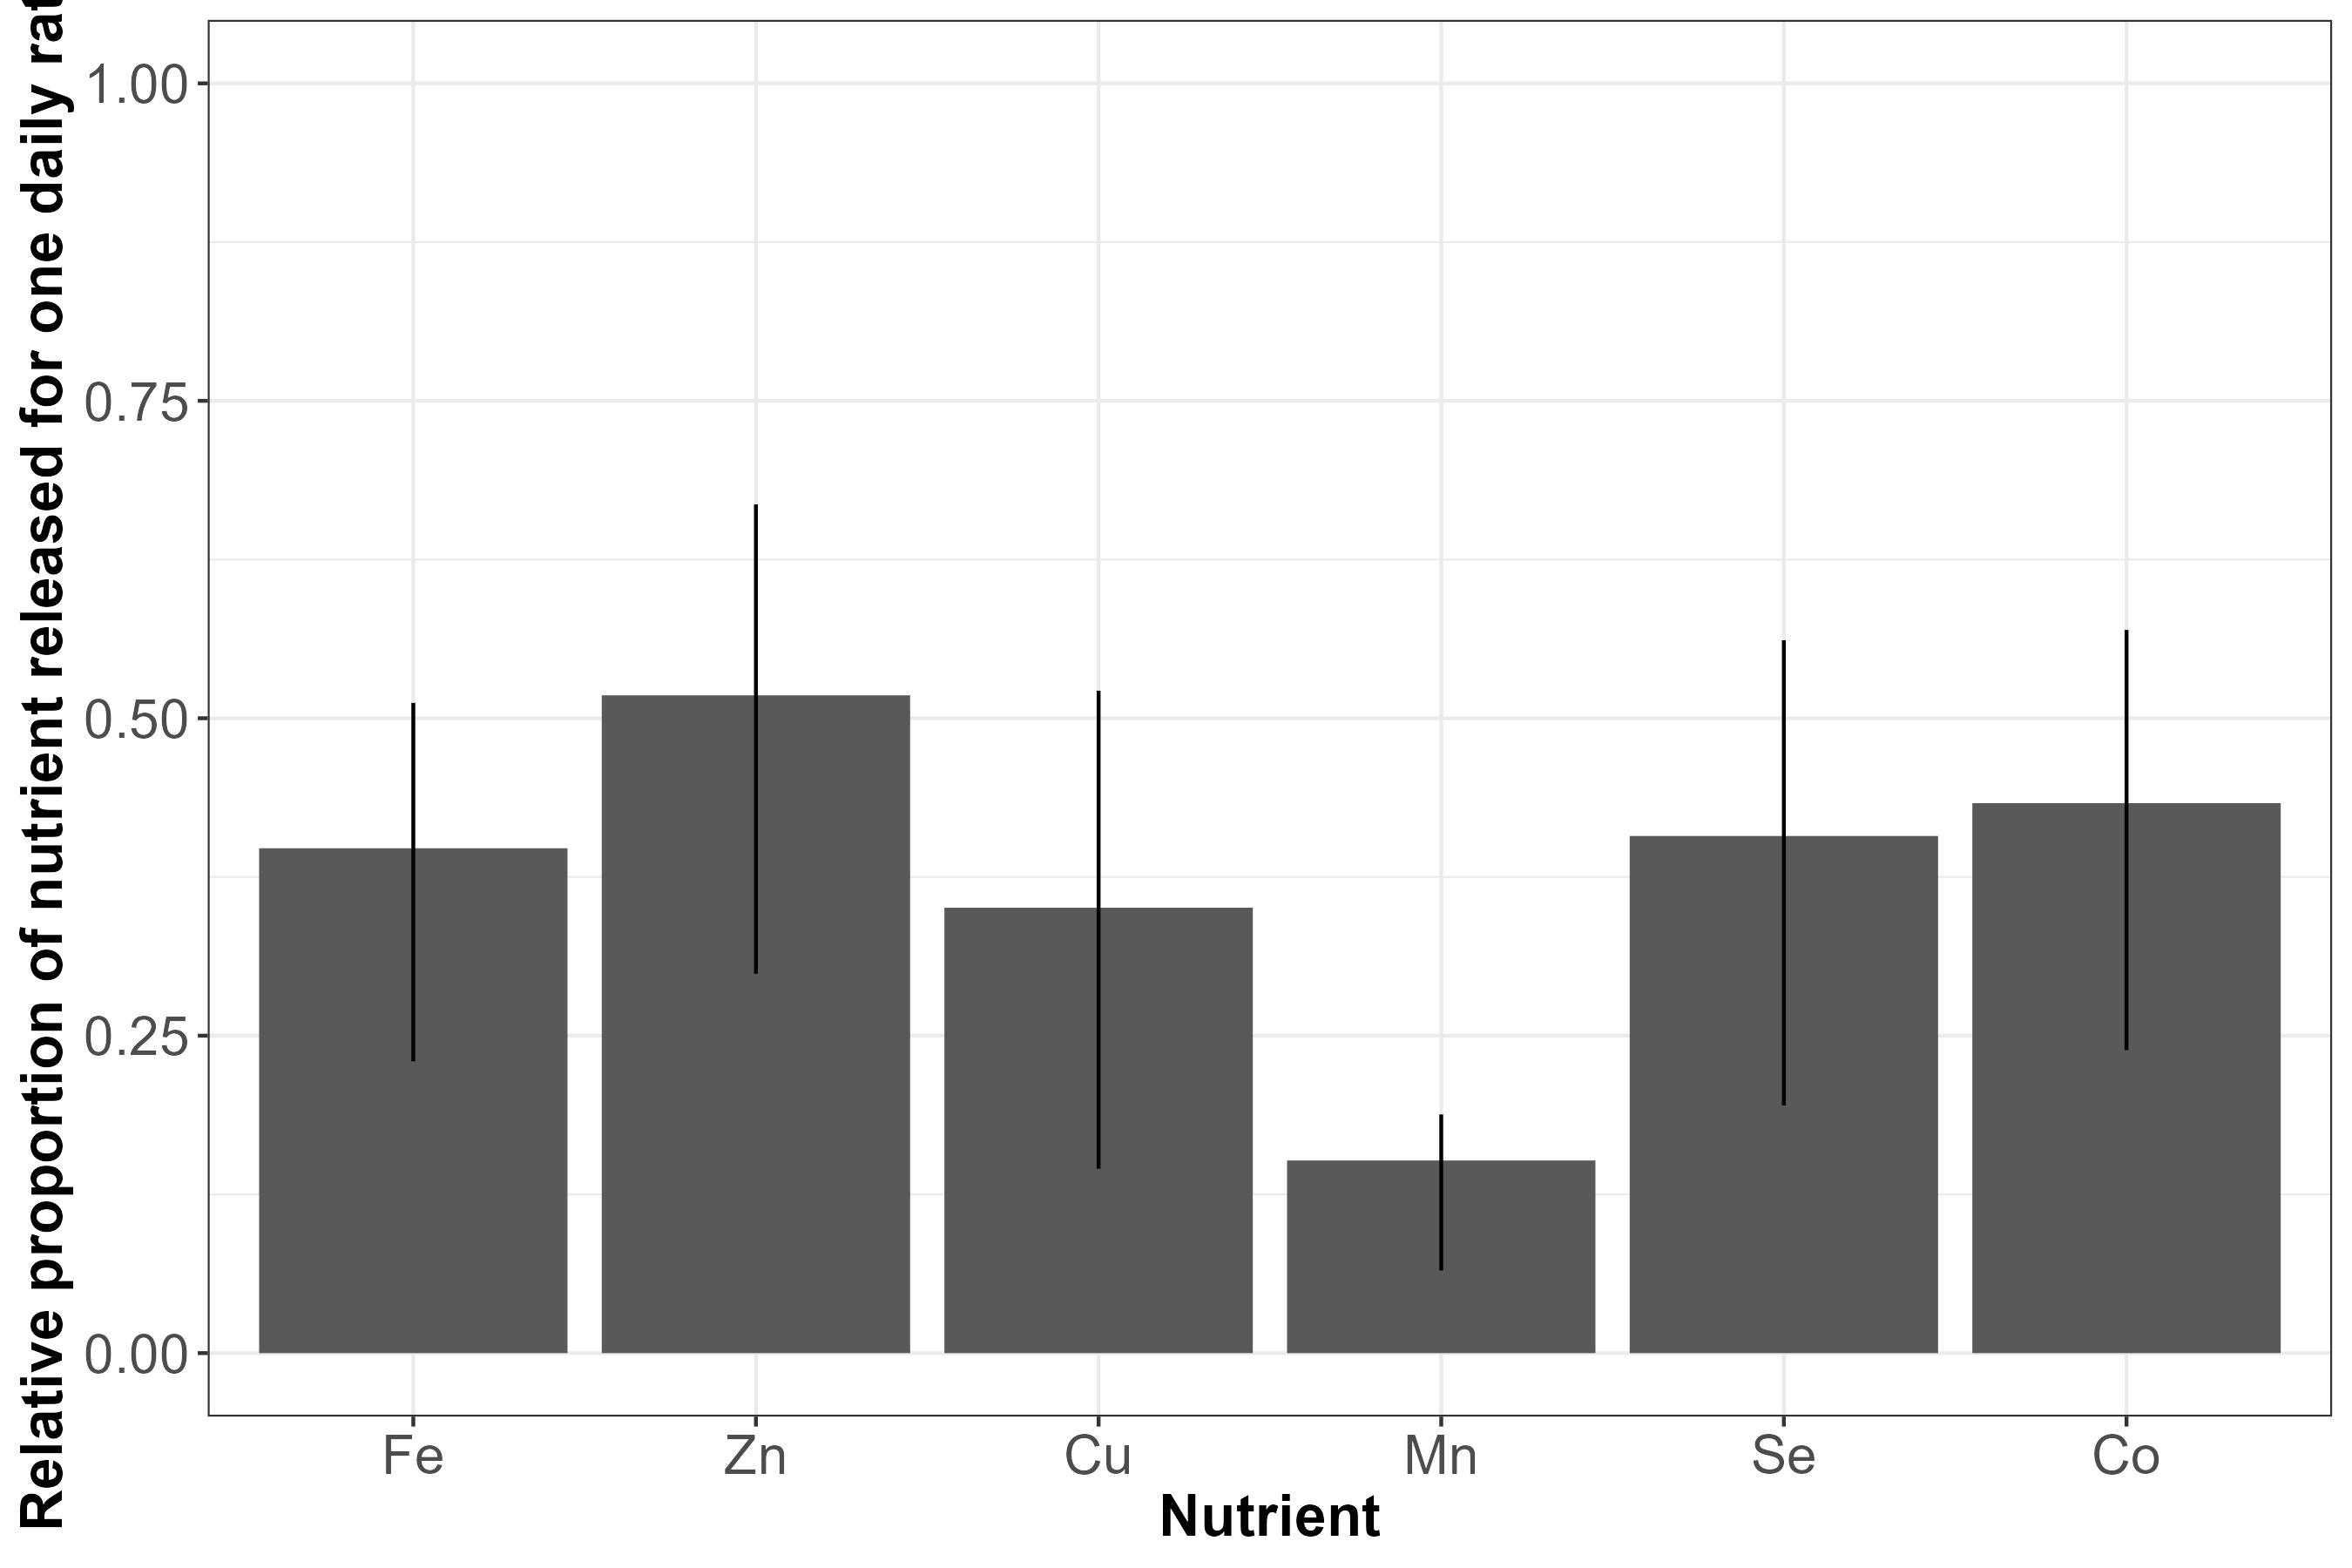 Relative proportion of nutrient released for one daily
1.00
0.75
0.50
0.25
0.00
Fe Zn Cu Mn Se Co
Nutrient